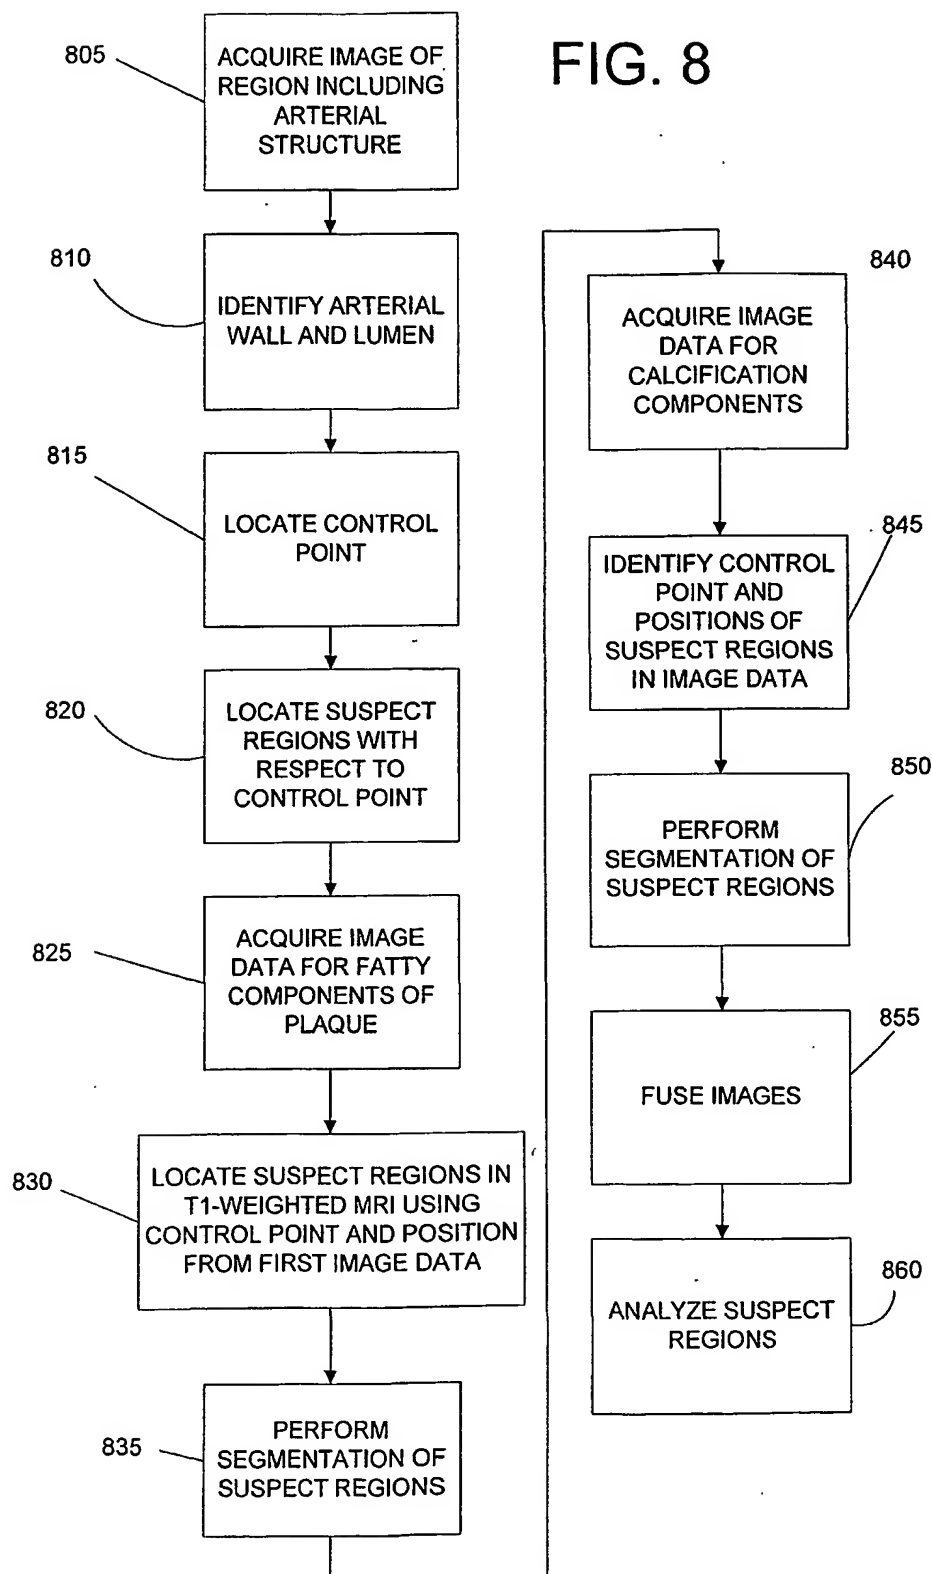 FIG. 8
805
ACQUIRE IMAGE OF
REGION INCLUDING
ARTERIAL
STRUCTURE
810
IDENTIFY ARTERIAL
WALL AND LUMEN
815
LOCATE CONTROL
POINT
820
LOCATE SUSPECT
REGIONS WITH
RESPECT TO
CONTROL POINT
825
ACQUIRE IMAGE
DATA FOR FATTY
COMPONENTS OF
PLAQUE
830
LOCATE SUSPECT REGIONS IN
T1-WEIGHTED MRI USING
CONTROL POINT AND POSITION
FROM FIRST IMAGE DATA
835
PERFORM
SEGMENTATION OF
SUSPECT REGIONS
840
ACQUIRE IMAGE
DATA FOR
CALCIFICATION
COMPONENTS
845
IDENTIFY CONTROL
POINT AND
POSITIONS OF
SUSPECT REGIONS
IN IMAGE DATA
850
PERFORM
SEGMENTATION OF
SUSPECT REGIONS
855
FUSE IMAGES
860
ANALYZE SUSPECT
REGIONS